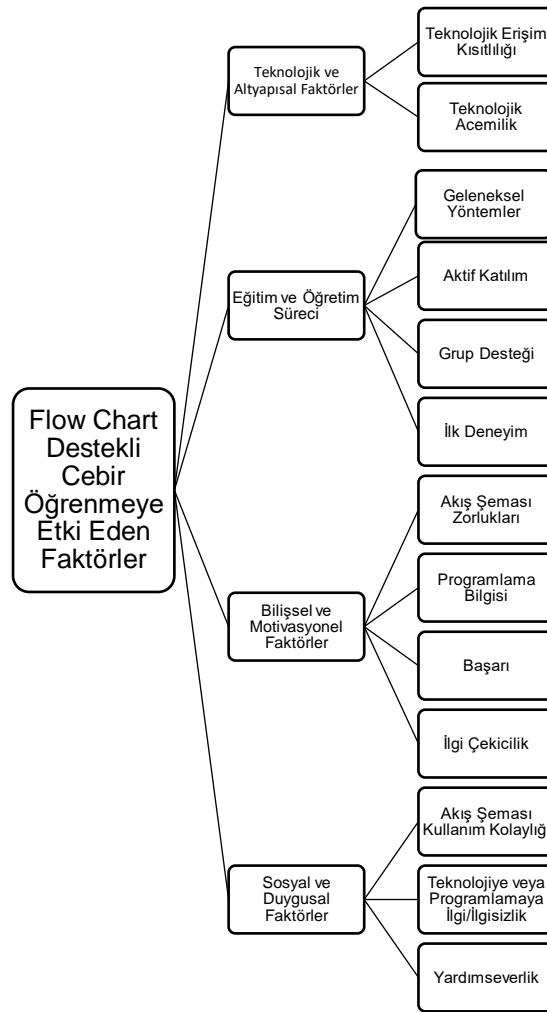 Flow Chart
Destekli
Cebir
Öğrenmeye
Etki Eden
Faktörler
Teknolojik ve
Altyapısal Faktörler
Teknolojik Erişim
Kısıtlılığı
Teknolojik
Acemilik
Eğitim ve Öğretim
Süreci
Geleneksel
Yöntemler
Aktif Katılım
Grup Desteği
İlk Deneyim
Bilişsel ve
Motivasyonel
Faktörler
Akış Şeması
Zorlukları
Programlama
Bilgisi
Başarı
İlgi Çekicilik
Sosyal ve
Duygusal
Faktörler
Akış Şeması
Kullanım Kolaylığı
Teknolojiye veya
Programlamaya
İlgi/İlgisizlik
Yardımseverlik